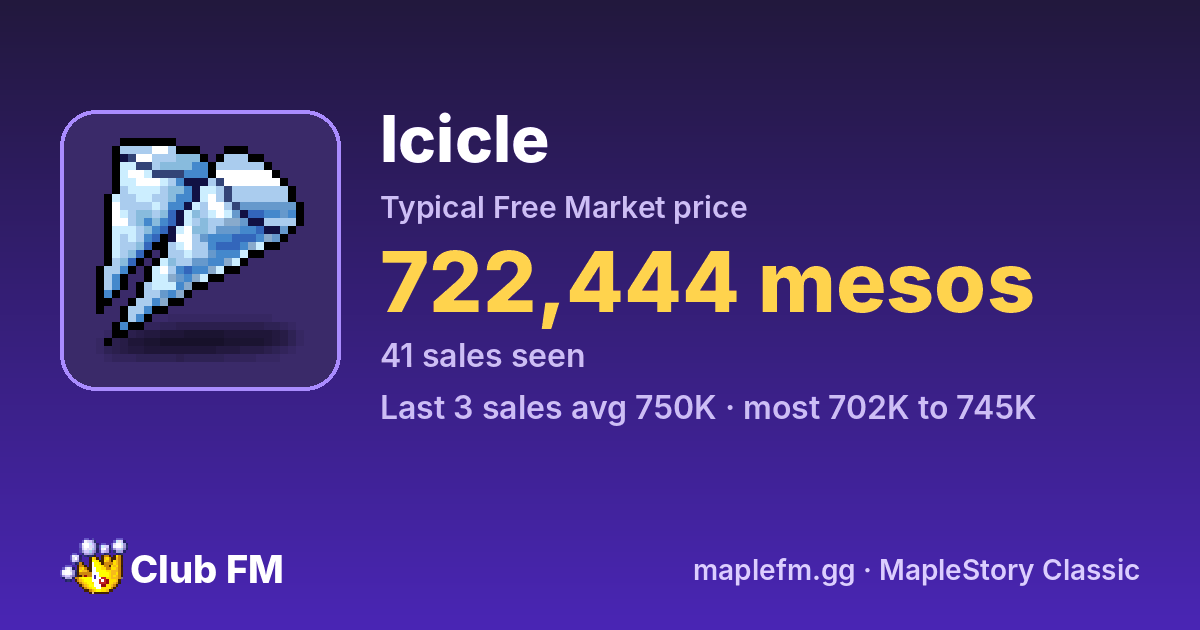 Icicle
Typical Free Market price
722,444 mesos
41 sales seen
Last 3 sales avg 750K · most 702K to 745K
Club FM
maplefm.gg · MapleStory Classic